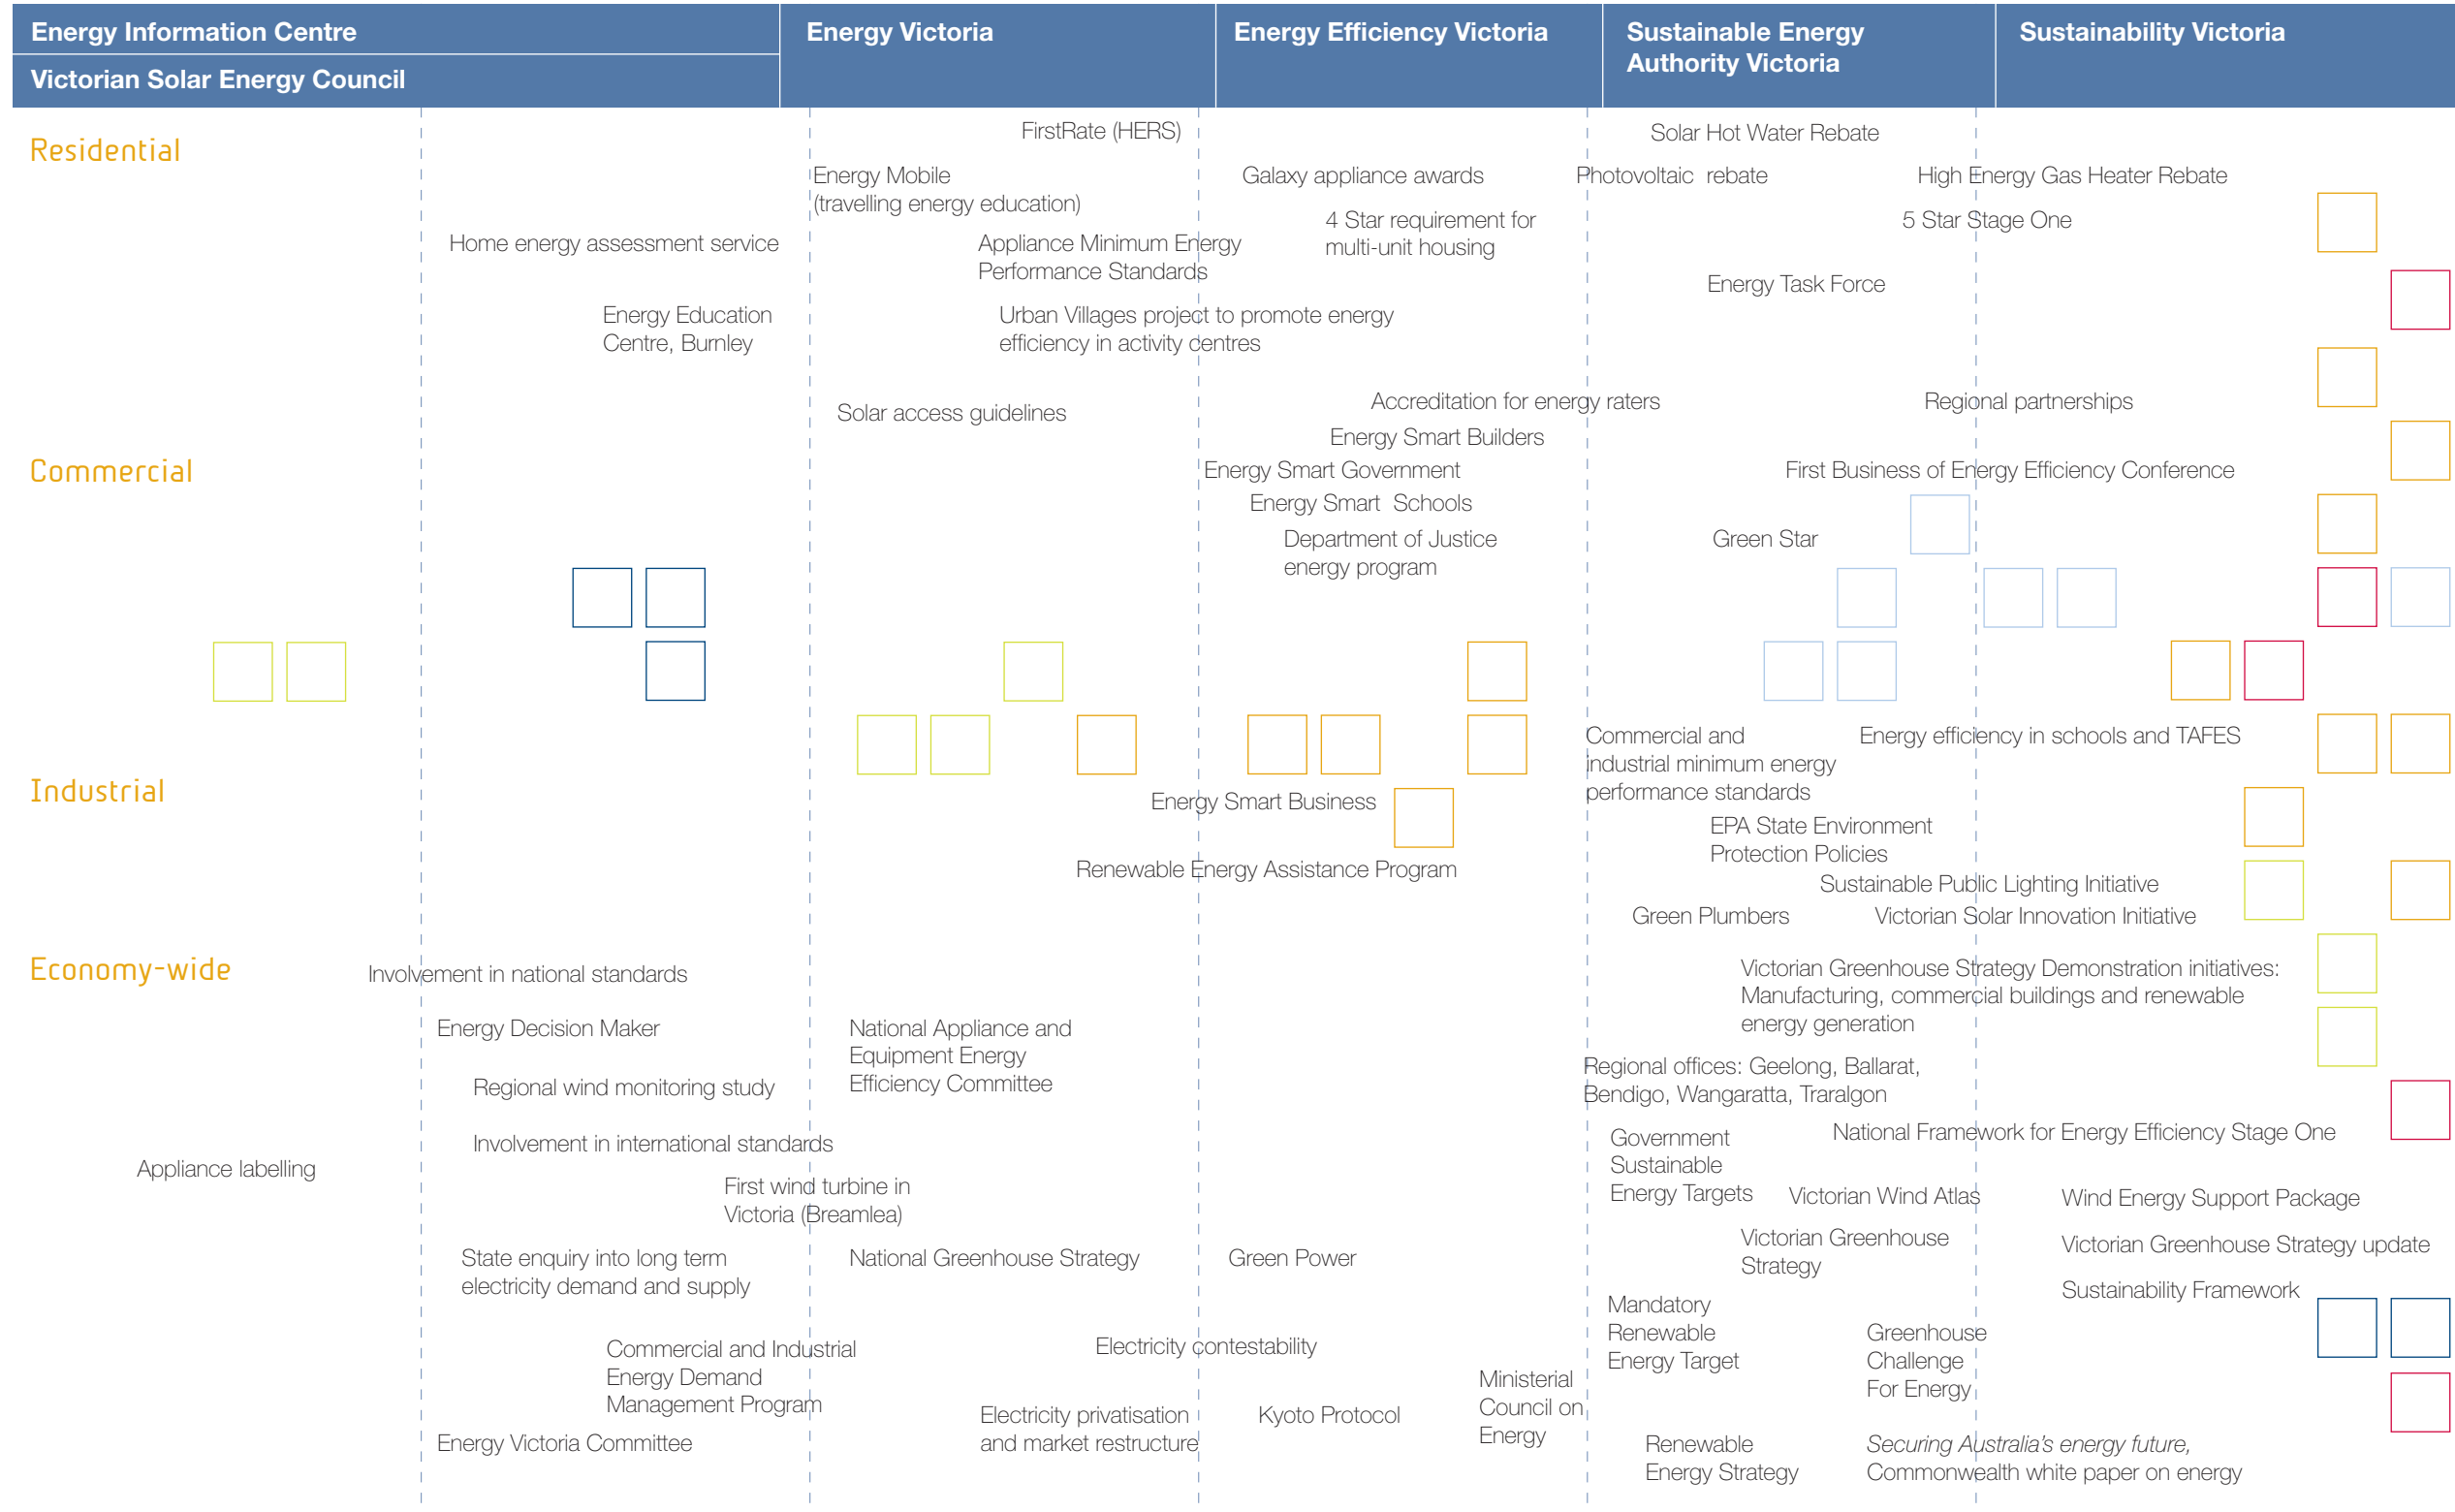 Energy Information Centre
Victorian Solar Energy Council
Energy Victoria
Energy Efficiency Victoria
Sustainable Energy
Authority Victoria
Sustainability Victoria
Residential
FirstRate (HERS)
Solar Hot Water Rebate
Energy Mobile
(travelling energy education)
Galaxy appliance awards
Photovoltaic rebate
High Energy Gas Heater Rebate
4 Star requirement for
multi-unit housing
5 Star Stage One
Home energy assessment service
Appliance Minimum Energy
Performance Standards
Energy Task Force
Energy Education
Centre, Burnley
Urban Villages project to promote energy
efficiency in activity centres
Solar access guidelines
Accreditation for energy raters
Regional partnerships
Energy Smart Builders
Commercial
Energy Smart Government
First Business of Energy Efficiency Conference
Energy Smart Schools
Department of Justice
energy program
Green Star
Commercial and
industrial minimum energy
performance standards
Energy efficiency in schools and TAFES
Industrial
Energy Smart Business
EPA State Environment
Protection Policies
Renewable Energy Assistance Program
Sustainable Public Lighting Initiative
Green Plumbers
Victorian Solar Innovation Initiative
Economy-wide
Involvement in national standards
Victorian Greenhouse Strategy Demonstration initiatives:
Manufacturing, commercial buildings and renewable
energy generation
Energy Decision Maker
National Appliance and
Equipment Energy
Efficiency Committee
Regional offices: Geelong, Ballarat,
Bendigo, Wangaratta, Traralgon
Regional wind monitoring study
Involvement in international standards
Government
Sustainable
Energy Targets
National Framework for Energy Efficiency Stage One
Appliance labelling
First wind turbine in
Victoria (Breamlea)
Victorian Wind Atlas
Wind Energy Support Package
State enquiry into long term
electricity demand and supply
National Greenhouse Strategy
Green Power
Victorian Greenhouse
Strategy
Victorian Greenhouse Strategy update
Sustainability Framework
Mandatory
Renewable
Energy Target
Greenhouse
Challenge
For Energy
Commercial and Industrial
Energy Demand
Management Program
Electricity contestability
Ministerial
Council on
Energy
Electricity privatisation
and market restructure
Kyoto Protocol
Energy Victoria Committee
Renewable
Energy Strategy
Securing Australia's energy future,
Commonwealth white paper on energy